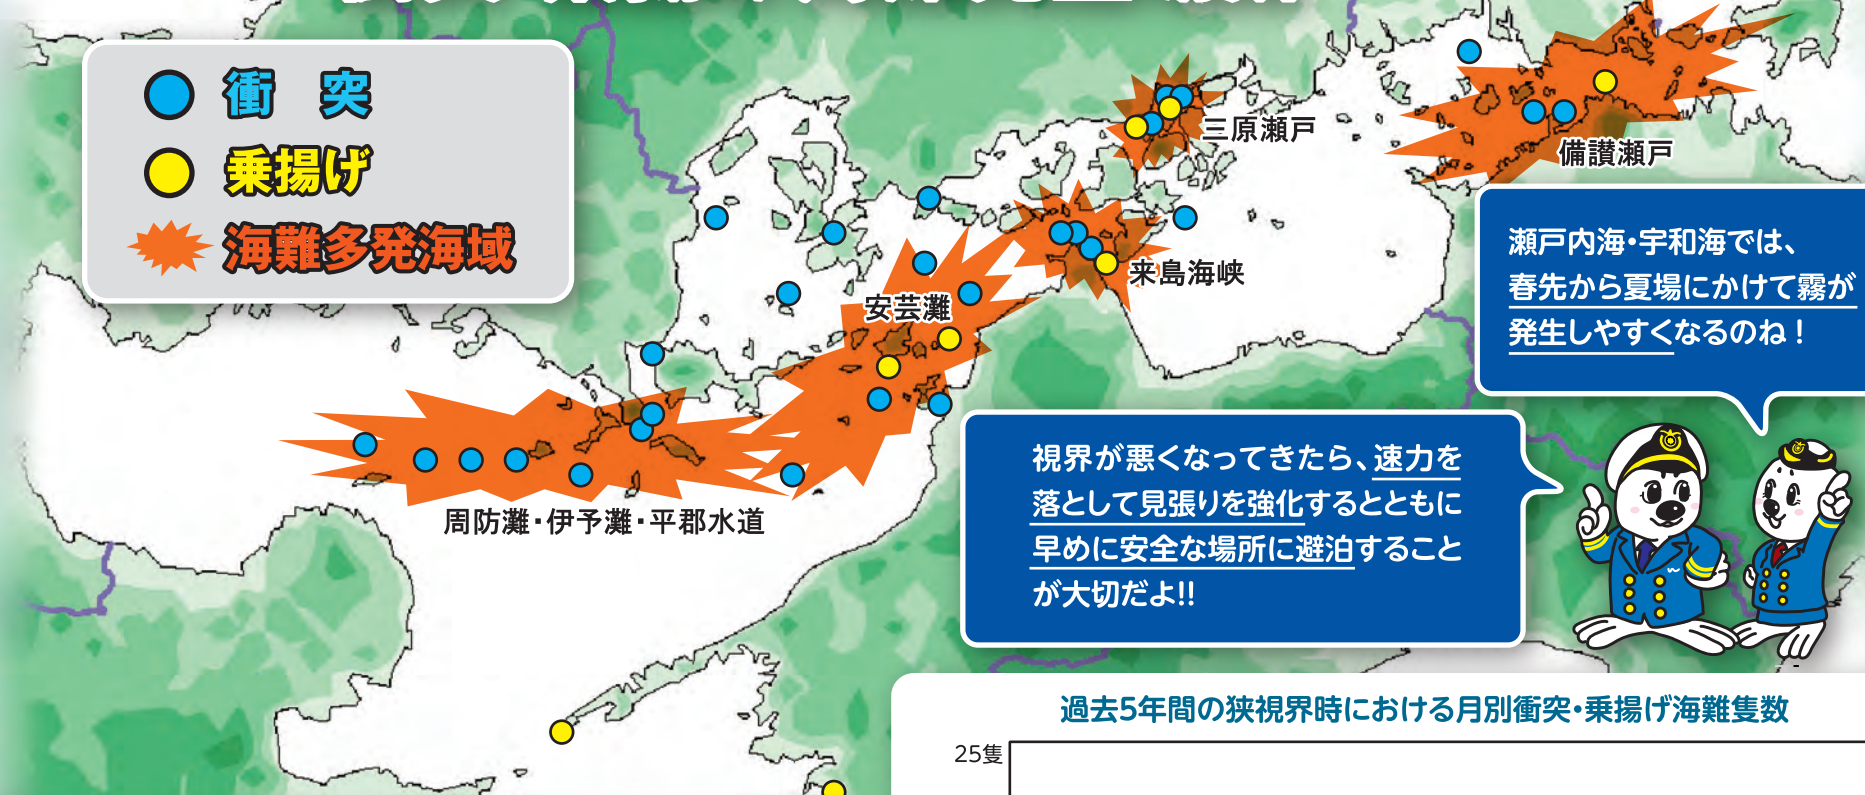 衝　突
乗揚げ
海難多発海域
三原瀬戸
備讃瀬戸
来島海峡
安芸灘
周防灘・伊予灘・平郡水道
瀬戸内海・宇和海では、
春先から夏場にかけて霧が
発生しやすくなるのね！
視界が悪くなってきたら、速力を
落として見張りを強化するとともに
早めに安全な場所に避泊すること
が大切だよ!!
過去5年間の狭視界時における月別衝突・乗揚げ海難隻数
25隻